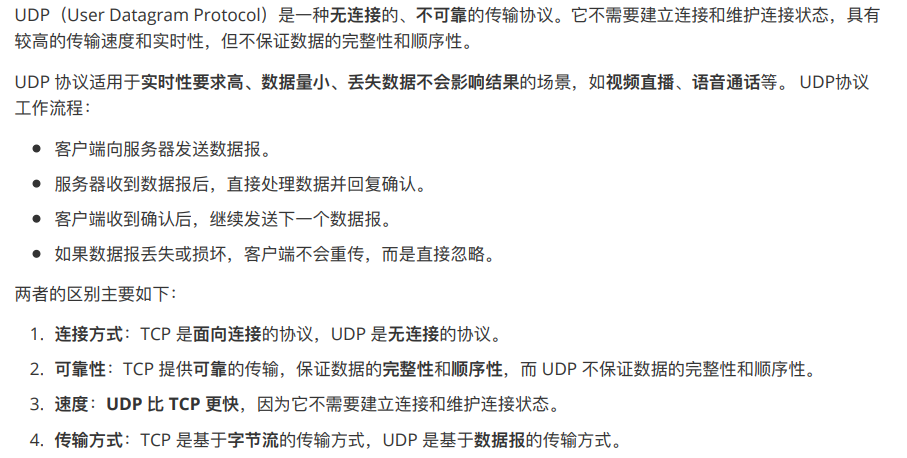 UDP（User Datagram Protocol）是一种无连接的、不可靠的传输协议。它不需要建立连接和维护连接状态，具有
较高的传输速度和实时性，但不保证数据的完整性和顺序性。
UDP 协议适用于实时性要求高、数据量小、丢失数据不会影响结果的场景，如视频直播、语音通话等。 UDP协议
工作流程：
• 客户端向服务器发送数据报。
• 服务器收到数据报后，直接处理数据并回复确认。
• 客户端收到确认后，继续发送下一个数据报。
• 如果数据报丢失或损坏，客户端不会重传，而是直接忽略。
两者的区别主要如下：
1. 连接方式：TCP 是面向连接的协议，UDP 是无连接的协议。
2. 可靠性：TCP 提供可靠的传输，保证数据的完整性和顺序性，而 UDP 不保证数据的完整性和顺序性。
3. 速度：UDP 比 TCP 更快，因为它不需要建立连接和维护连接状态。
4. 传输方式：TCP 是基于字节流的传输方式，UDP 是基于数据报的传输方式。